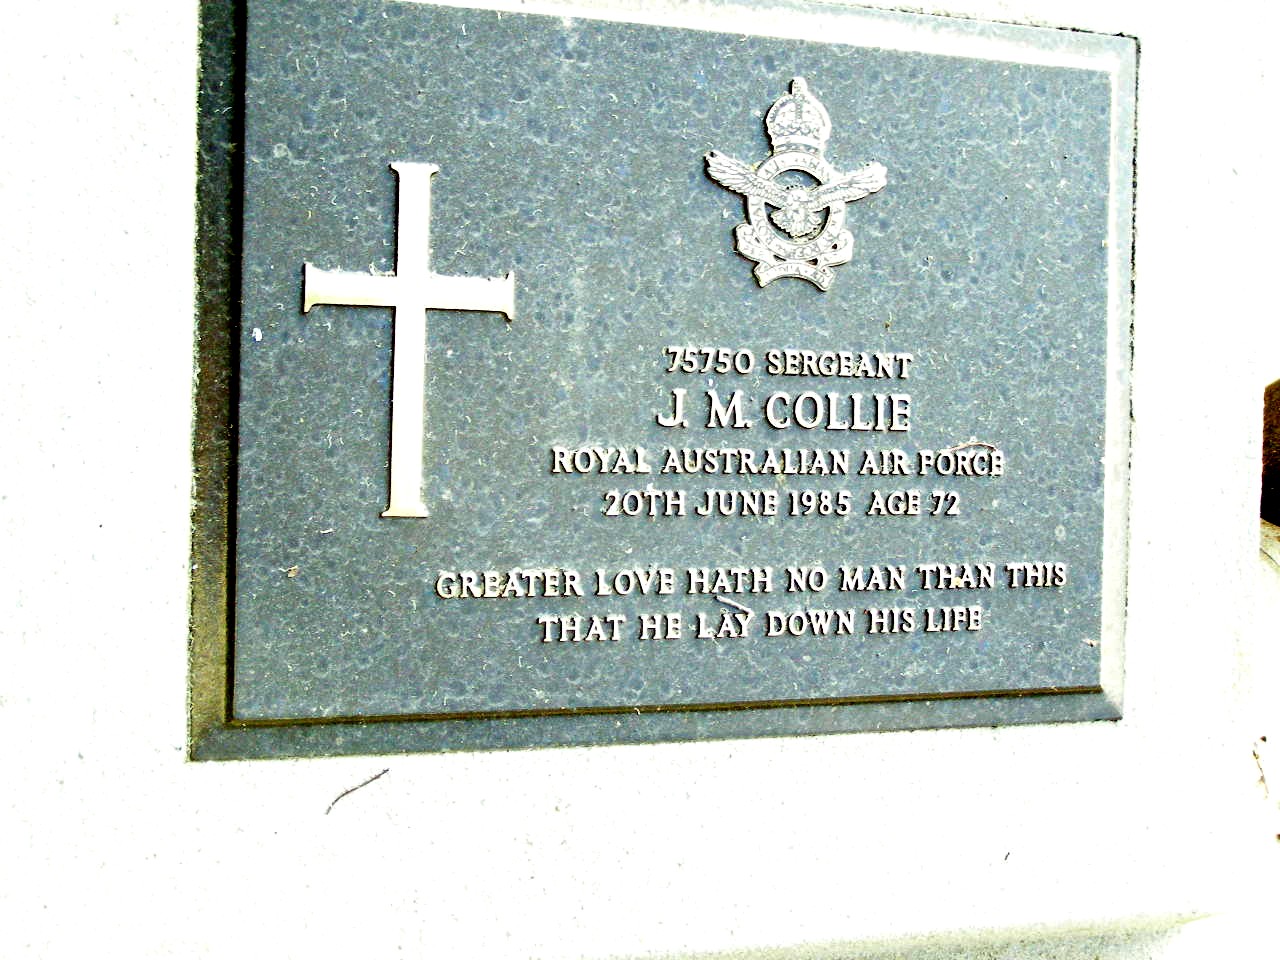 75750 SERGEANT
J. M. COLLIE
ROYAL AUSTRALIAN AIR FORCE
20TH JUNE 1985 AGE 72
GREATER LOVE HATH NO MAN THAN THIS
THAT HE LAY DOWN HIS LIFE